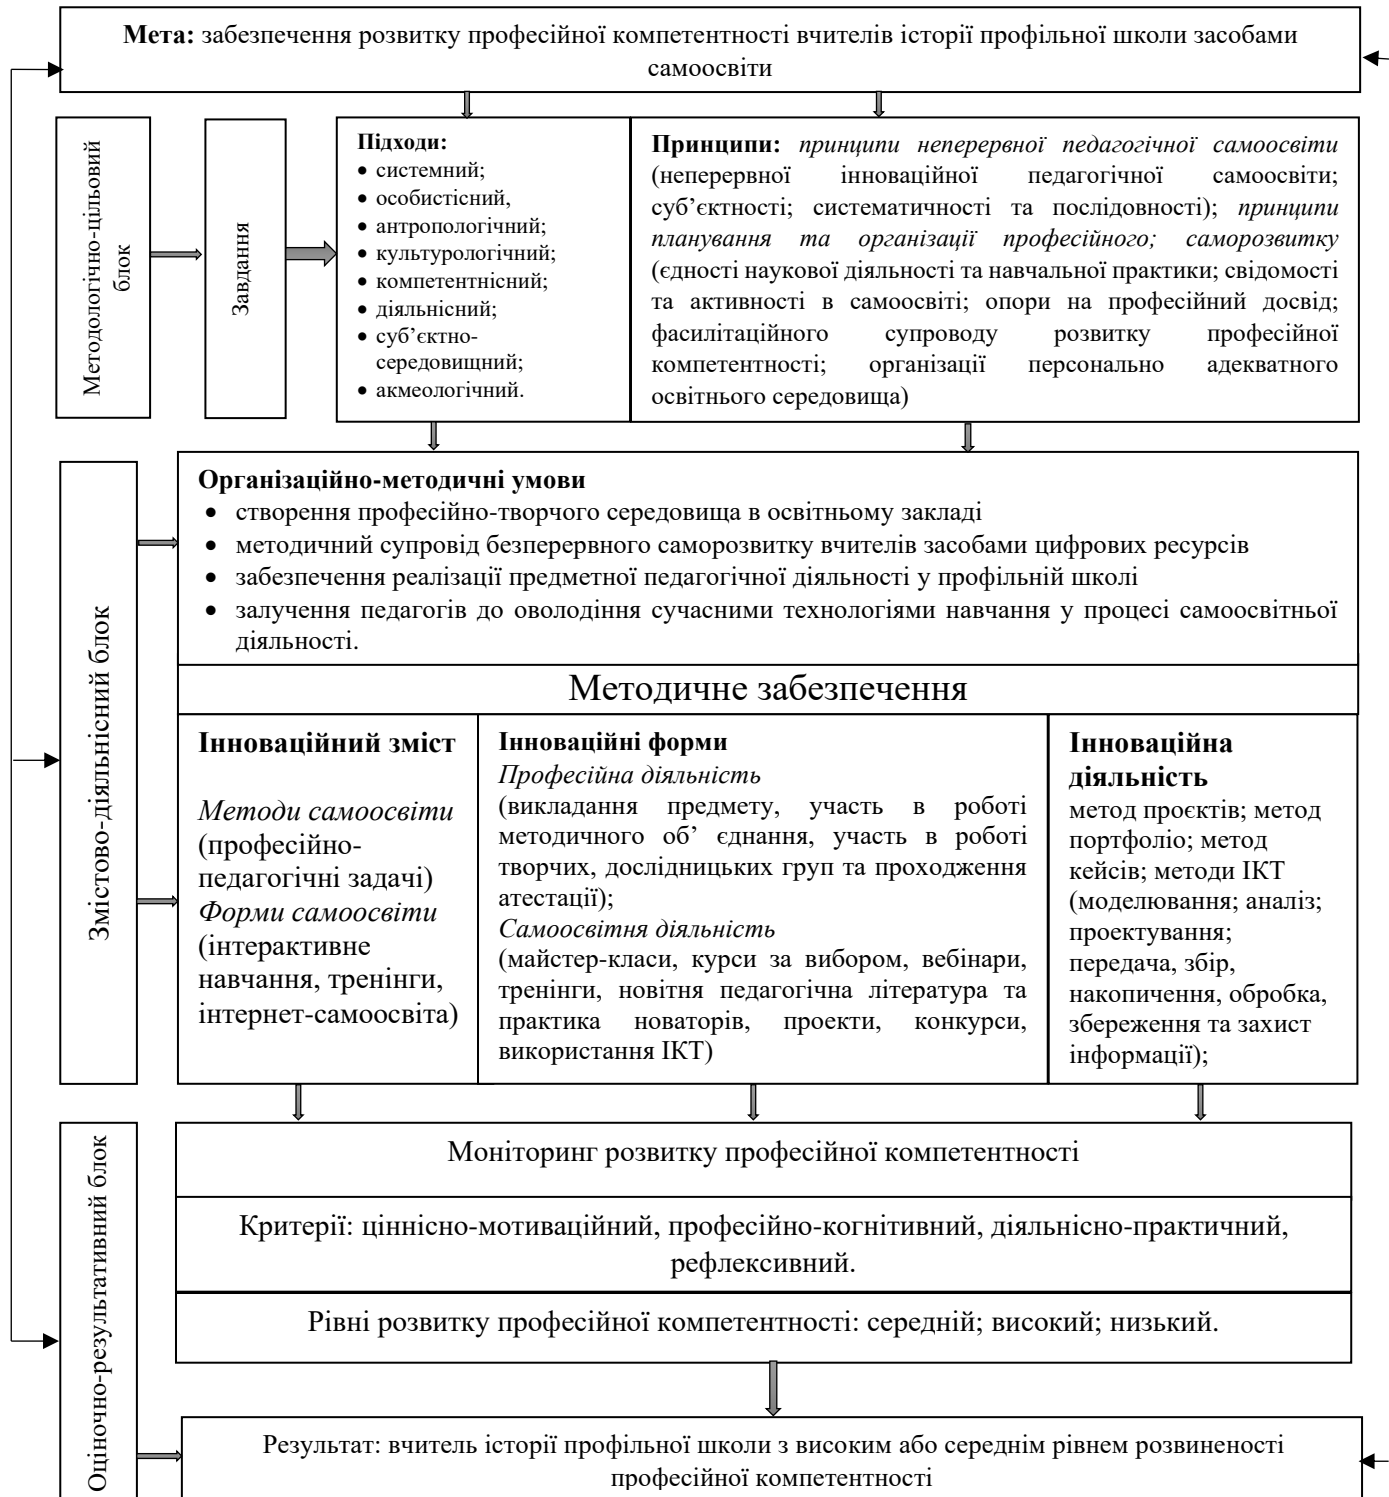 Мета: забезпечення розвитку професійної компетентності вчителів історії профільної школи засобами
самоосвіти
Методологічно-цільовий
блок
Завдання
Підходи:
• системний;
• особистісний,
• антропологічний;
• культурологічний;
• компетентнісний;
• діяльнісний;
• суб’єктно-
середовищний;
• акмеологічний.
Принципи: принципи неперервної педагогічної самоосвіти
(неперервної інноваційної педагогічної самоосвіти;
суб’єктності; систематичності та послідовності); принципи
планування та організації професійного; саморозвитку
(єдності наукової діяльності та навчальної практики; свідомості
та активності в самоосвіті; опори на професійний досвід;
фасилітаційного супроводу розвитку професійної
компетентності; організації персонально адекватного
освітнього середовища)
Змістово-діяльнісний блок
Організаційно-методичні умови
• створення професійно-творчого середовища в освітньому закладі
• методичний супровід безперервного саморозвитку вчителів засобами цифрових ресурсів
• забезпечення реалізації предметної педагогічної діяльності у профільній школі
• залучення педагогів до оволодіння сучасними технологіями навчання у процесі самоосвітньої
діяльності.
Методичне забезпечення
Інноваційний зміст
Методи самоосвіти
(професійно-
педагогічні задачі)
Форми самоосвіти
(інтерактивне
навчання, тренінги,
інтернет-самоосвіта)
Інноваційні форми
Професійна діяльність
(викладання предмету, участь в роботі
методичного об’ єднання, участь в роботі
творчих, дослідницьких груп та проходження
атестації);
Самоосвітня діяльність
(майстер-класи, курси за вибором, вебінари,
тренінги, новітня педагогічна література та
практика новаторів, проекти, конкурси,
використання ІКТ)
Інноваційна
діяльність
метод проєктів; метод
портфоліо; метод
кейсів; методи ІКТ
(моделювання; аналіз;
проектування;
передача, збір,
накопичення, обробка,
збереження та захист
інформації);
Оціночно-результативний блок
Моніторинг розвитку професійної компетентності
Критерії: ціннісно-мотиваційний, професійно-когнітивний, діяльнісно-практичний,
рефлексивний.
Рівні розвитку професійної компетентності: середній; високий; низький.
Результат: вчитель історії профільної школи з високим або середнім рівнем розвиненості
професійної компетентності